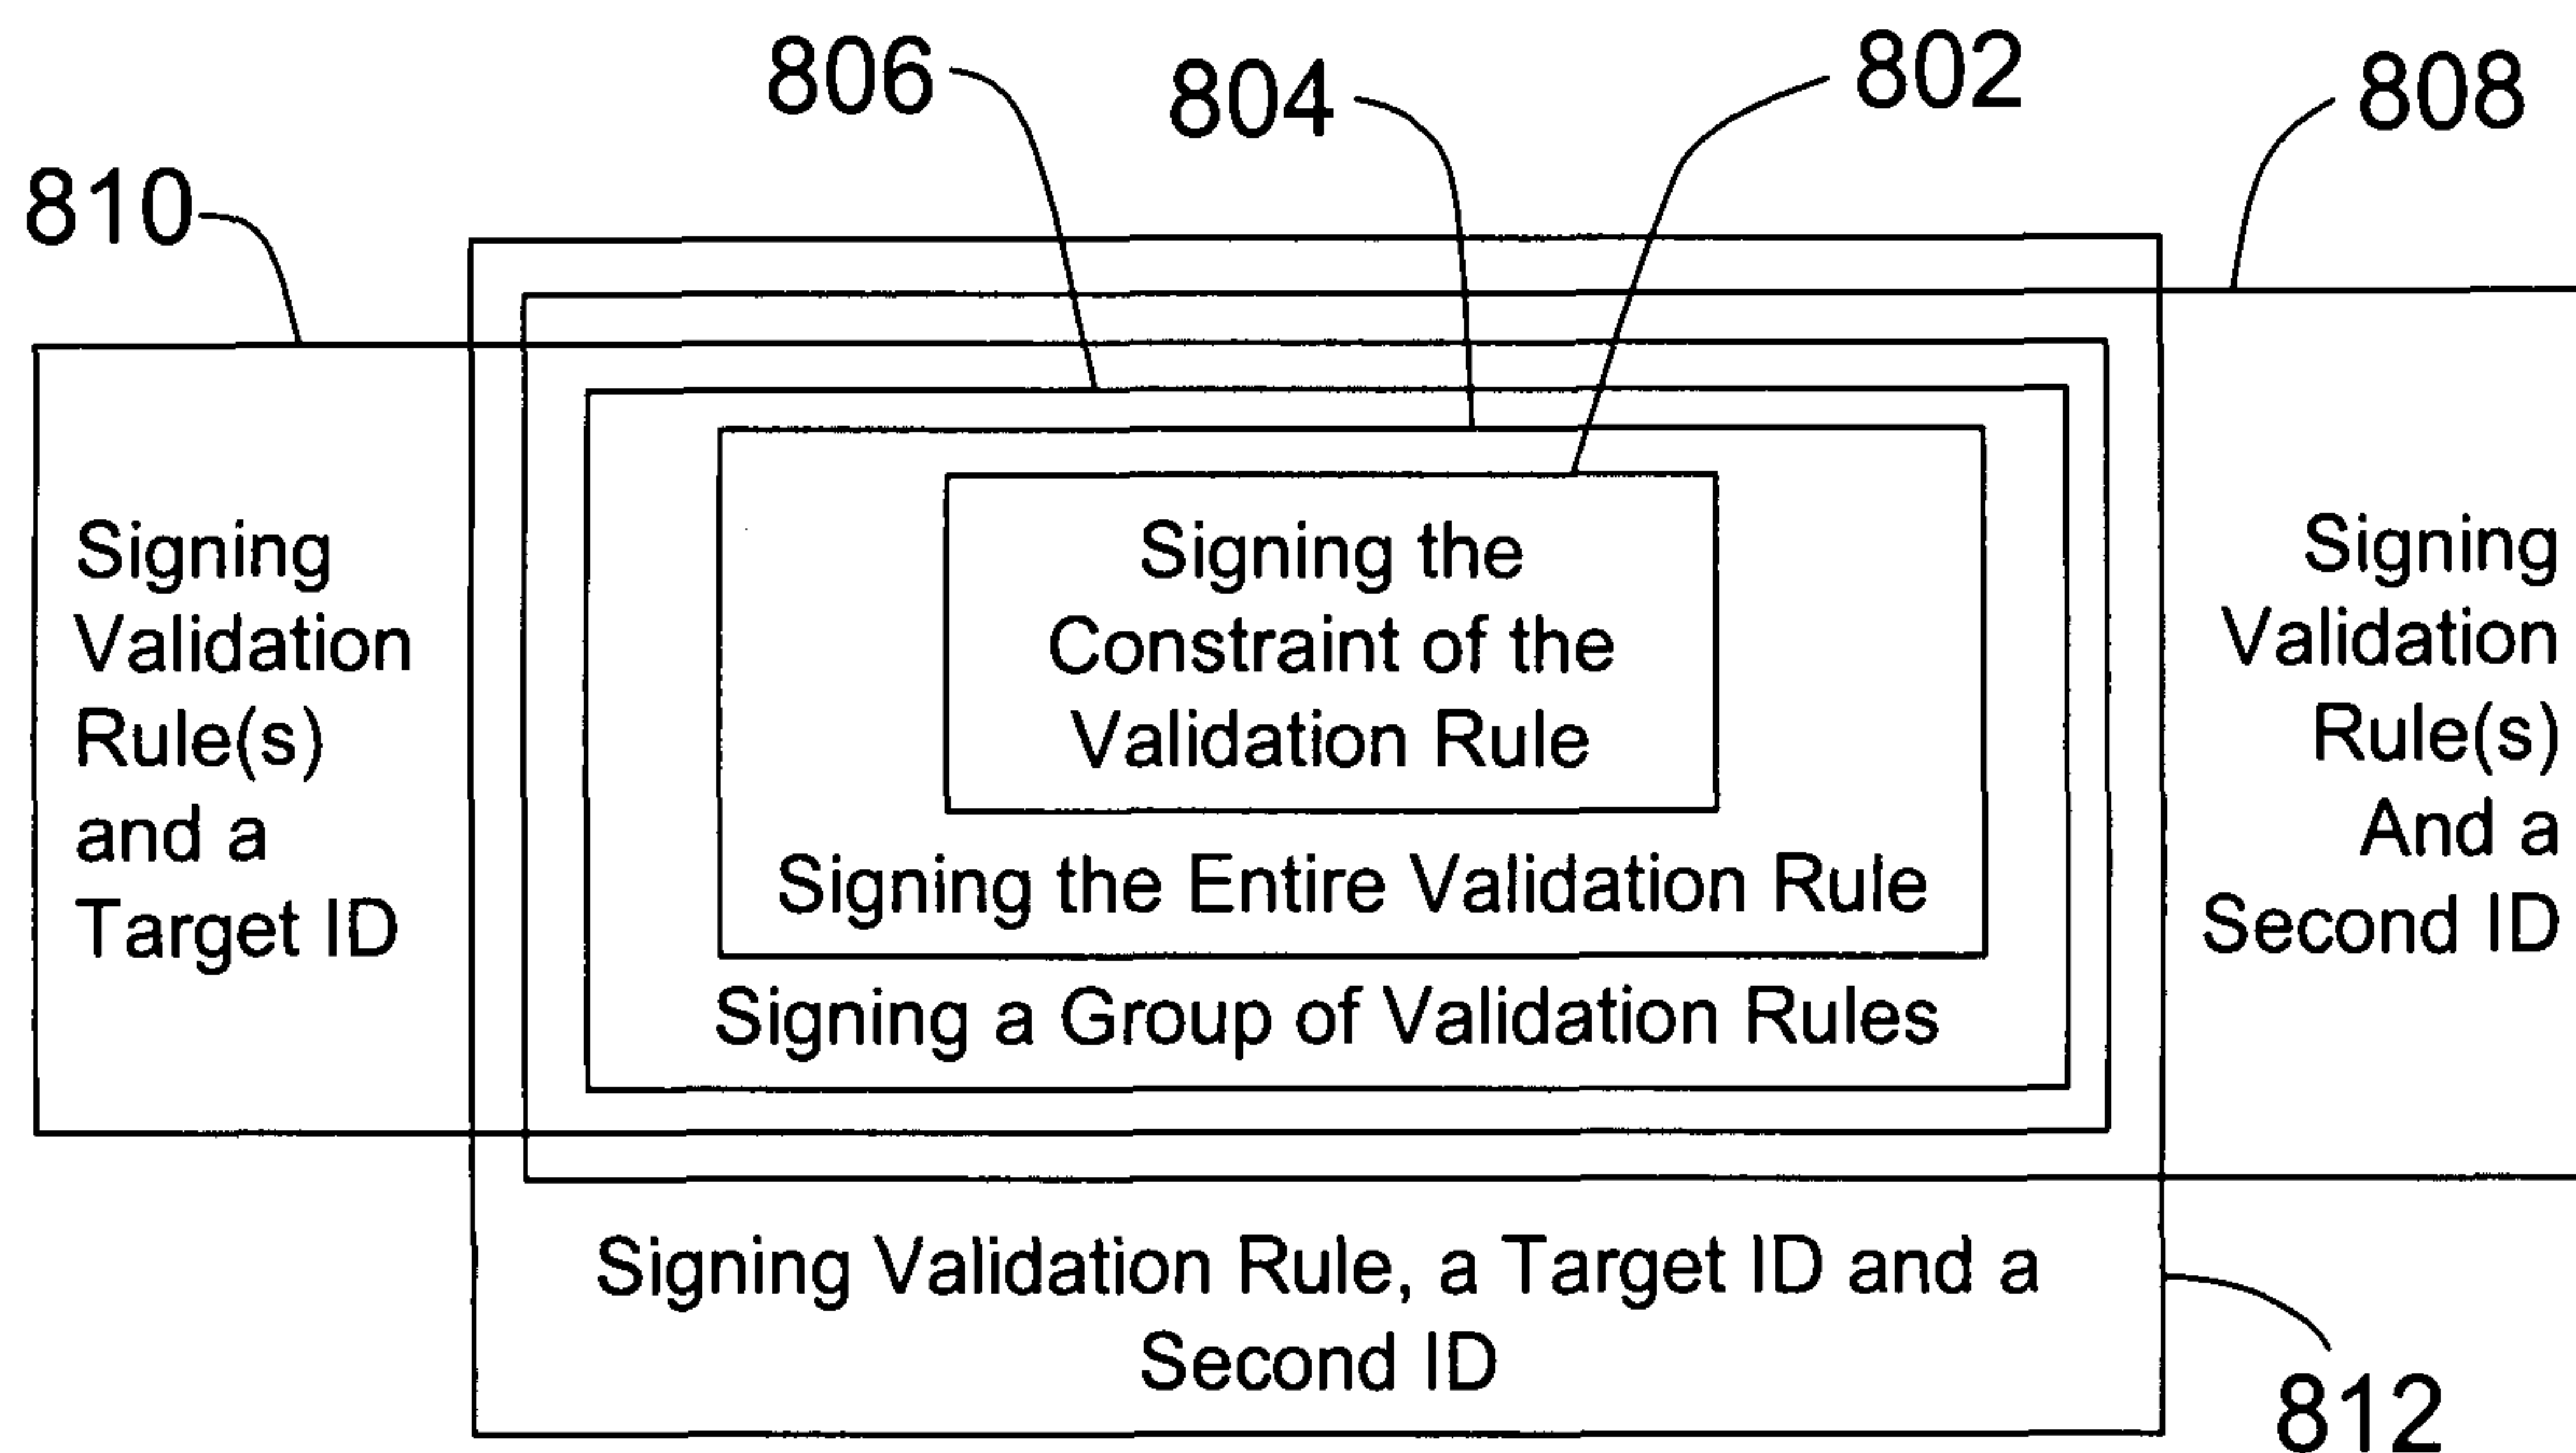 806
804
802
808
810
Signing the
Constraint of the
Validation Rule
Signing the Entire Validation Rule
Signing a Group of Validation Rules
Signing
Validation
Rule(s)
and a
Target ID
Signing
Validation
Rule(s)
And a
Second ID
Signing Validation Rule, a Target ID and a
Second ID
812